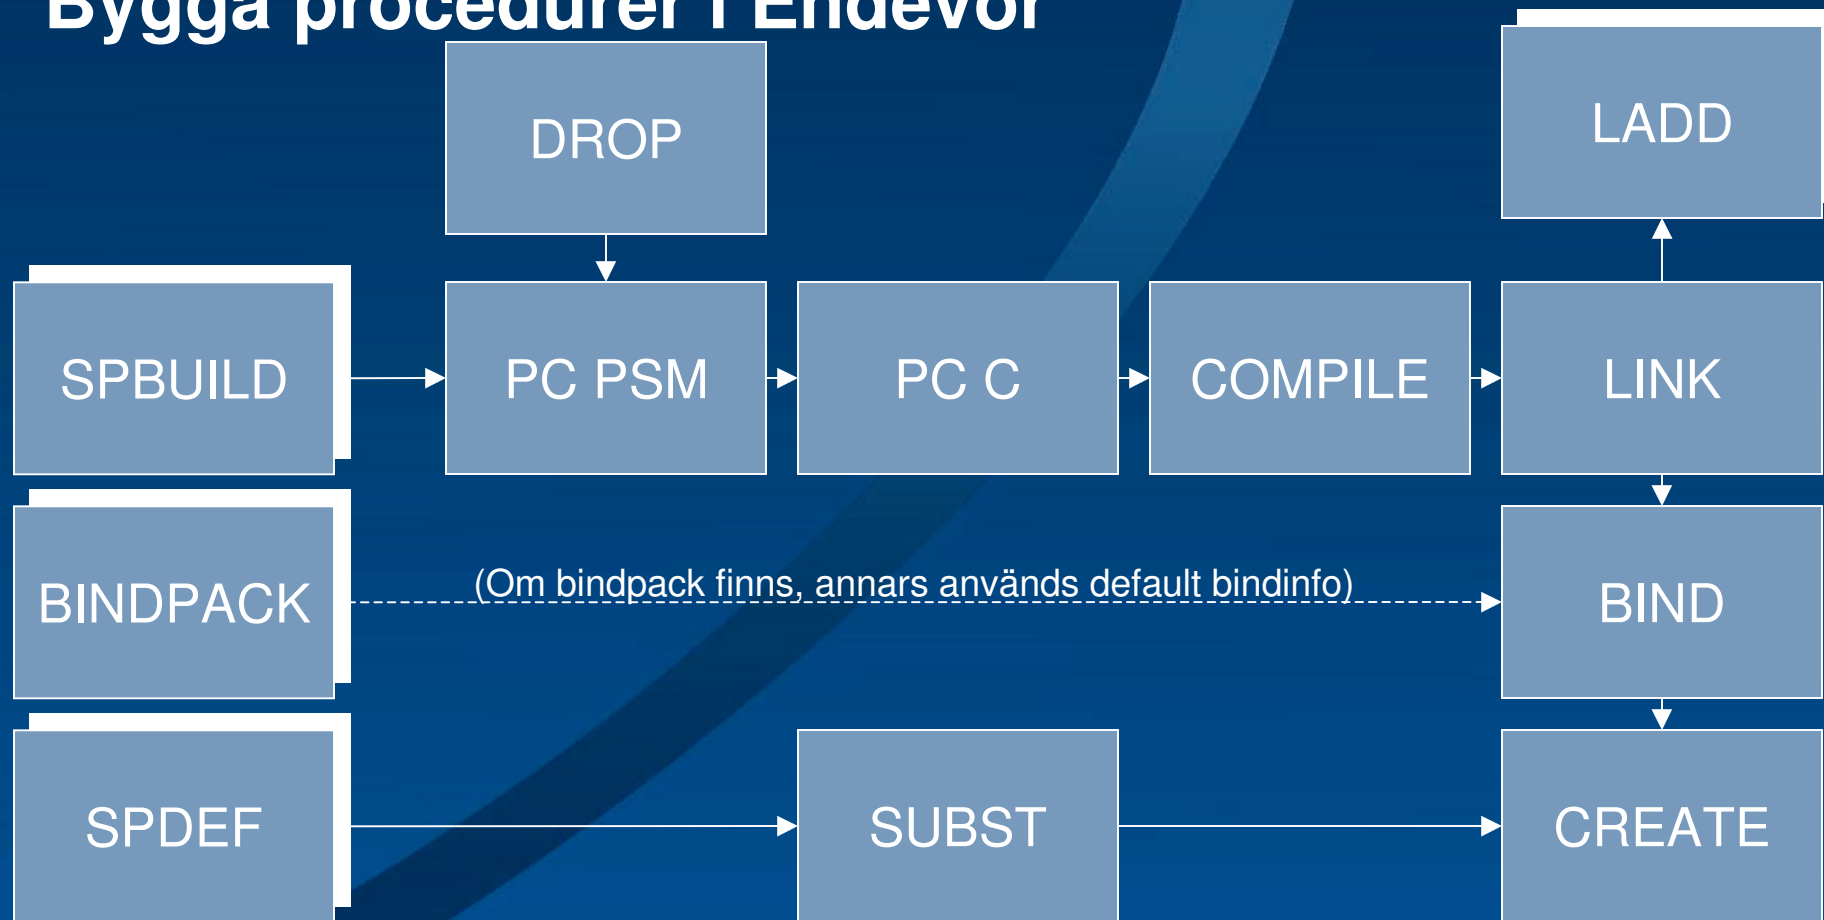 Bygga procedurer i Endevor
DROP
LADD
SPBUILD
PC PSM
PC C
COMPILE
LINK
BINDPACK
(Om bindpack finns, annars används default bindinfo)
BIND
SPDEF
SUBST
CREATE